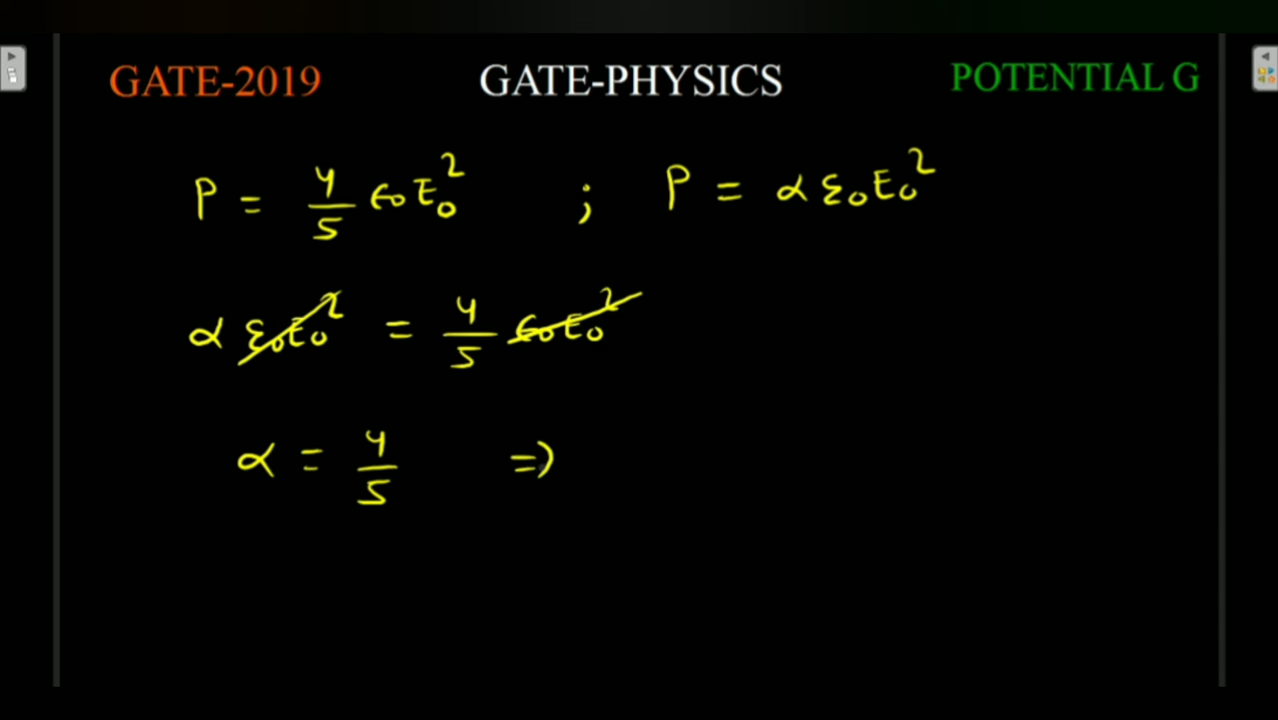 GATE-2019 GATE-PHYSICS POTENTIAL G
P = 4/5 ϵ₀E₀² ; P = α ε₀E₀²
α ε₀E₀² = 4/5 ϵ₀E₀²
α = 4/5 =>